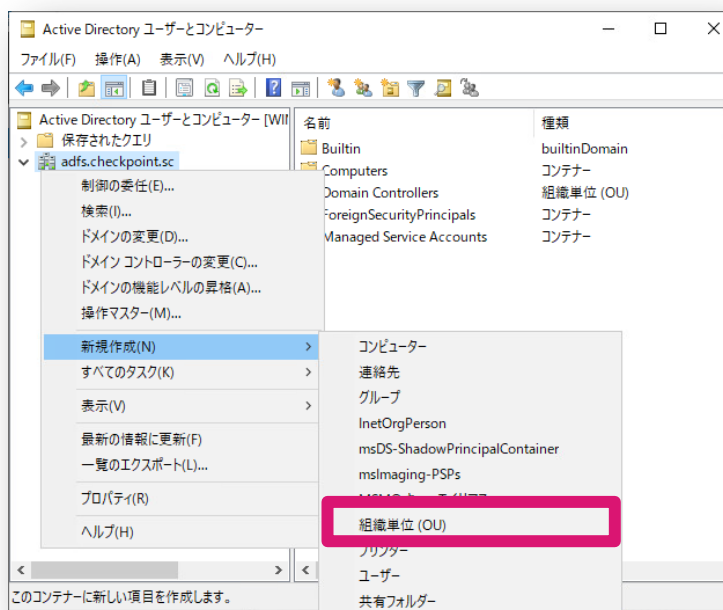 Active Directory ユーザーとコンピューター
ファイル(F) 操作(A) 表示(V) ヘルプ(H)
Active Directory ユーザーとコンピューター [WI
保存されたクエリ
adfs.checkpoint.sc
名前 種類
Builtin builtinDomain
Computers コンテナー
Domain Controllers 組織単位 (OU)
ForeignSecurityPrincipals コンテナー
Managed Service Accounts コンテナー
制御の委任(E)...
検索(I)...
ドメインの変更(D)...
ドメイン コントローラーの変更(C)...
ドメインの機能レベルの昇格(A)...
操作マスター(M)...
新規作成(N)
すべてのタスク(K)
表示(V)
最新の情報に更新(F)
一覧のエクスポート(L)...
プロパティ(R)
ヘルプ(H)
コンピューター
連絡先
グループ
InetOrgPerson
msDS-ShadowPrincipalContainer
msImaging-PSPs
組織単位 (OU)
プリンター
ユーザー
共有フォルダー
このコンテナーに新しい項目を作成します。